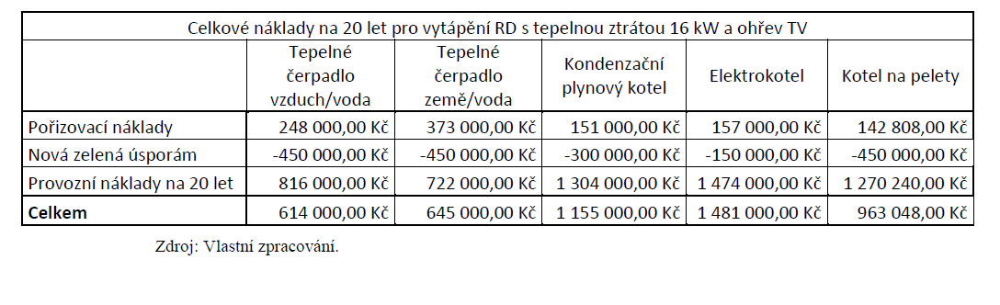 Celkové náklady na 20 let pro vytápění RD s tepelnou ztrátou 16 kW a ohřev TV
Tepelné čerpadlo vzduch/voda Tepelné čerpadlo země/voda Kondenzační plynový kotel Elektrokotel Kotel na pelety
Pořizovací náklady 248 000,00 Kč 373 000,00 Kč 151 000,00 Kč 157 000,00 Kč 142 808,00 Kč
Nová zelená úsporám -450 000,00 Kč -450 000,00 Kč -300 000,00 Kč -150 000,00 Kč -450 000,00 Kč
Provozní náklady na 20 let 816 000,00 Kč 722 000,00 Kč 1 304 000,00 Kč 1 474 000,00 Kč 1 270 240,00 Kč
Celkem 614 000,00 Kč 645 000,00 Kč 1 155 000,00 Kč 1 481 000,00 Kč 963 048,00 Kč
Zdroj: Vlastní zpracování.